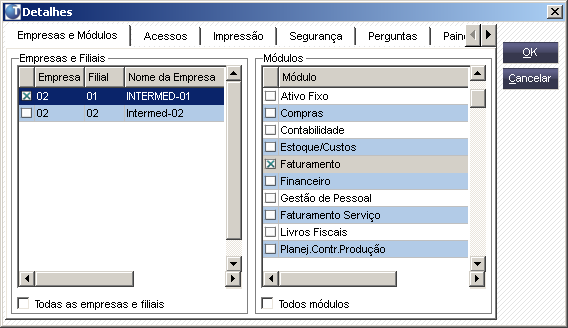 Detalhes
Empresas e Módulos Acessos Impressão Segurança Perguntas
OK
Cancelar
Empresas e Filiais
Empresa Filial Nome da Empresa
02 01 INTERMED-01
02 02 Intermed-02
Todas as empresas e filiais
Módulos
Módulo
Ativo Fixo
Compras
Contabilidade
Estoque/Custos
Faturamento
Financeiro
Gestão de Pessoal
Faturamento Serviço
Livros Fiscais
Planej.Contr.Produção
Todos módulos